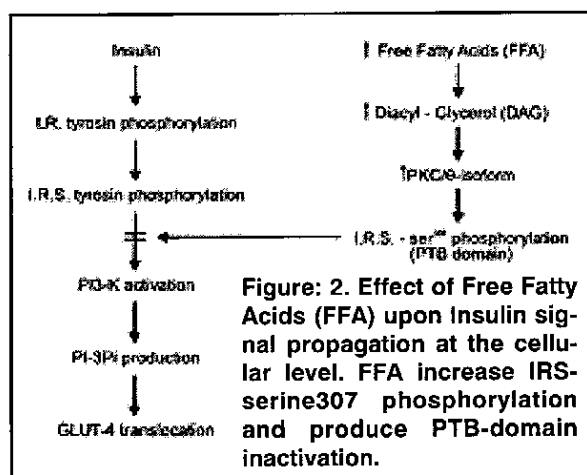 Insulin
I.R. tyrosin phosphorylation
I.R.S. tyrosin phosphorylation
PI3-K activation
PI-3Pi production
GLUT-4 translocation
↑ Free Fatty Acids (FFA)
↑ Diacyl - Glycerol (DAG)
↑PKC/θ-isoform
I.R.S. - ser phosphorylation
(PTB domain)
Figure: 2. Effect of Free Fatty
Acids (FFA) upon Insulin sig-
nal propagation at the cellu-
lar level. FFA increase IRS-
serine307 phosphorylation
and produce PTB-domain
inactivation.